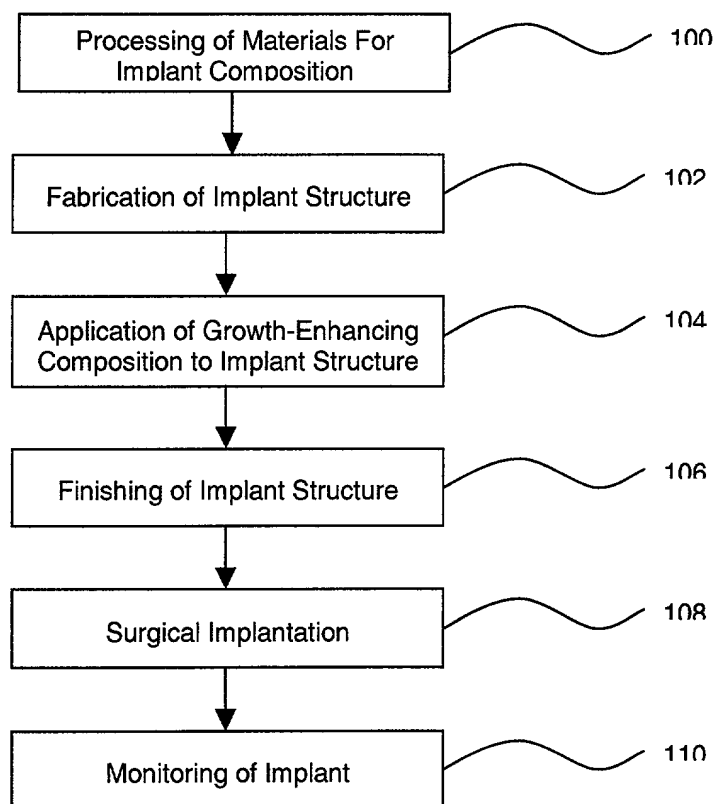 Processing of Materials For
Implant Composition
100
Fabrication of Implant Structure
102
Application of Growth-Enhancing
Composition to Implant Structure
104
Finishing of Implant Structure
106
Surgical Implantation
108
Monitoring of Implant
110